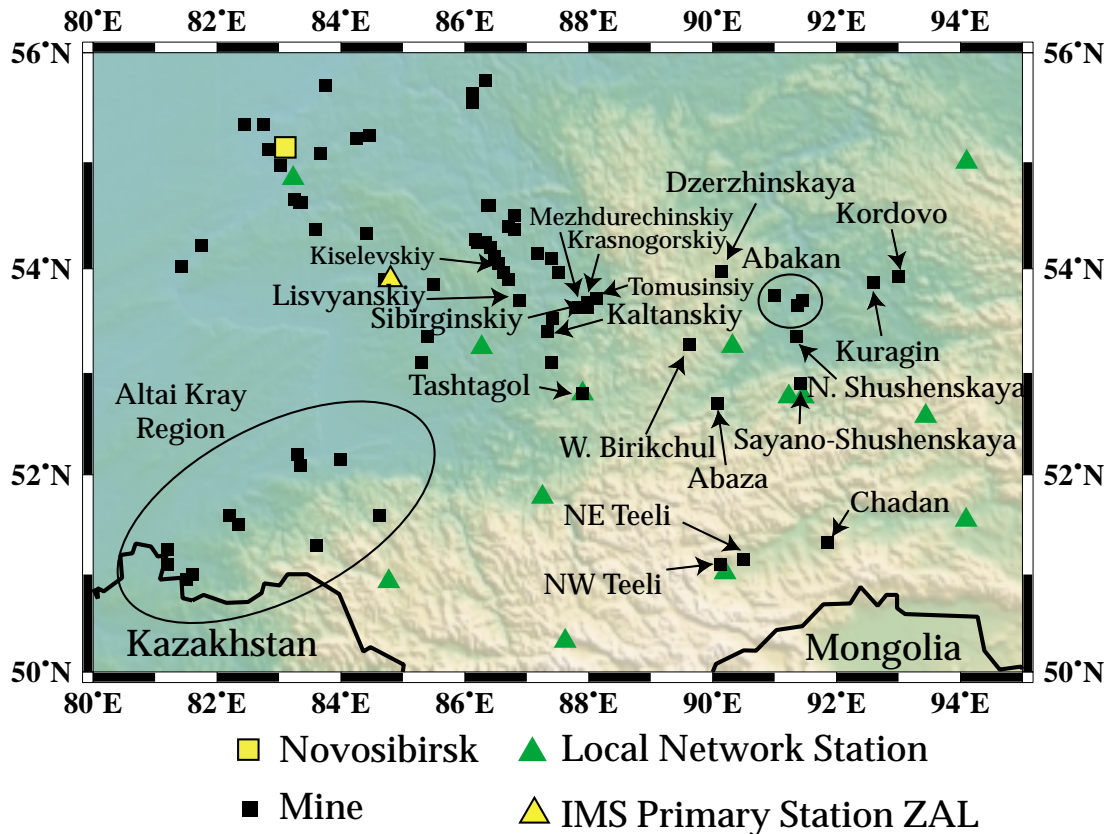 80˚E 82˚E 84˚E 86˚E 88˚E 90˚E 92˚E 94˚E
56˚N 56˚N
Dzerzhinskaya
Kordovo
Mezhdurechinskiy
Krasnogorskiy
Abakan
Kiselevskiy
54˚N 54˚N
Tomusinsiy
Lisvyanskiy
Sibirginskiy
Kaltanskiy
Kuragin
Tashtagol
N. Shushenskaya
Altai Kray
Region
W. Birikchul
Sayano-Shushenskaya
52˚N 52˚N
Abaza
NE Teeli
Chadan
NW Teeli
Kazakhstan
Mongolia
50˚N 50˚N
80˚E 82˚E 84˚E 86˚E 88˚E 90˚E 92˚E 94˚E
Novosibirsk
Local Network Station
Mine
IMS Primary Station ZAL